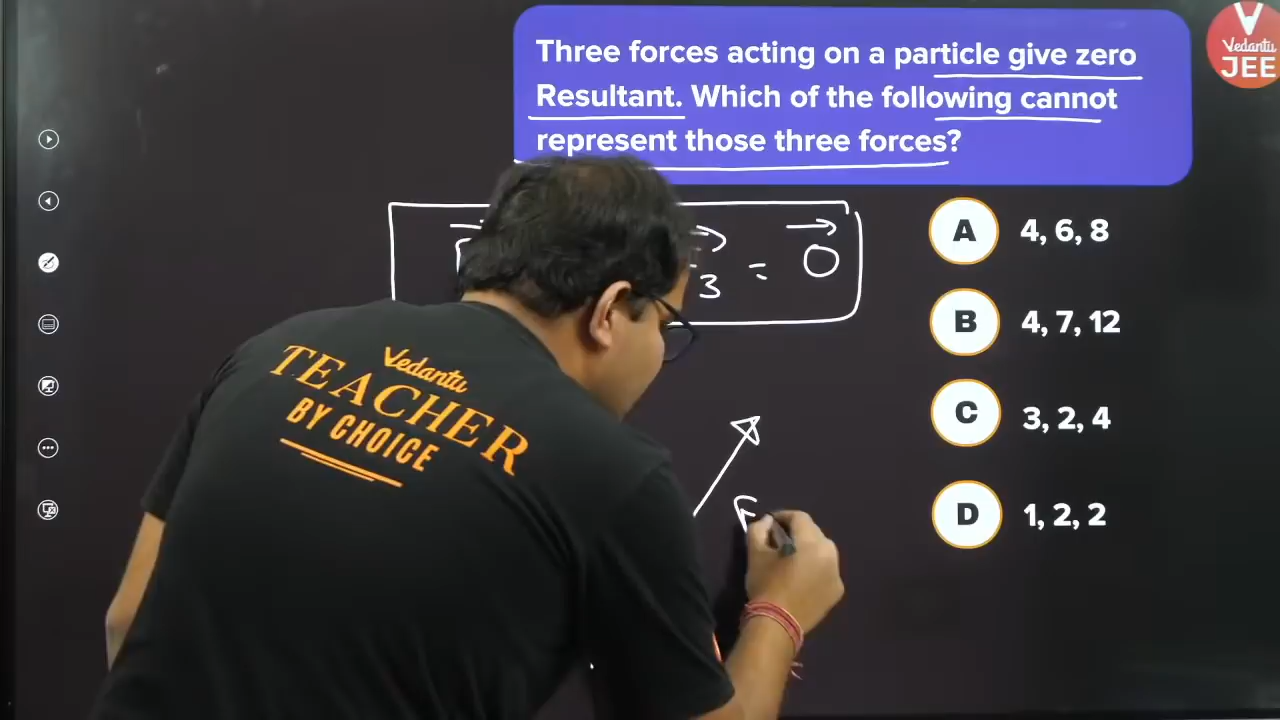 Three forces acting on a particle give zero
Resultant. Which of the following cannot
represent those three forces?
Vedantu
JEE
3 = 0
A 4, 6, 8
B 4, 7, 12
C 3, 2, 4
D 1, 2, 2
Vedantu
TEACHER
BY CHOICE
F